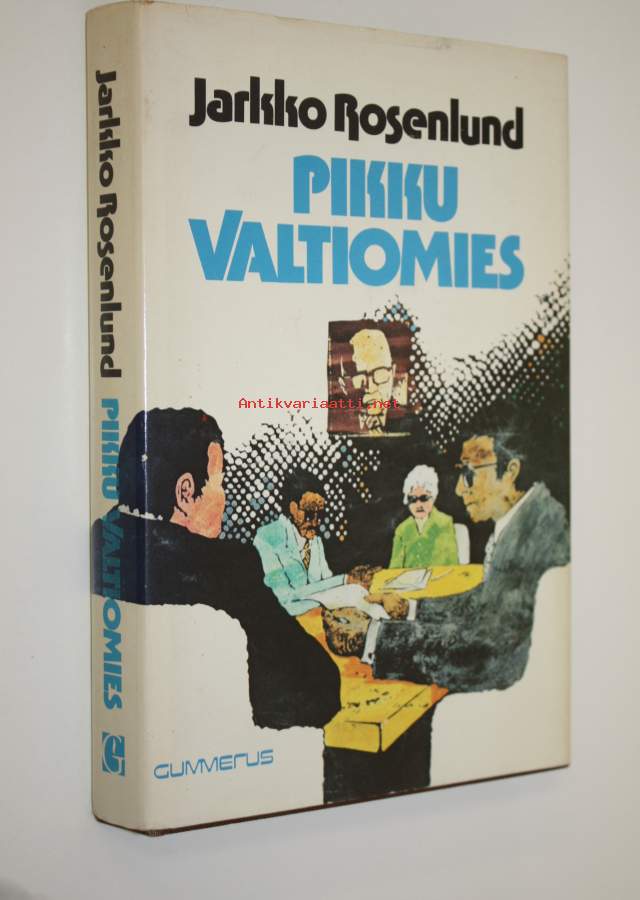 Jarkko Rosenlund
PIKKU
VALTIOMIES
Antikvariaatti.net
GUMMERUS
Jarkko Rosenlund PIKKU VALTIOMIES
G